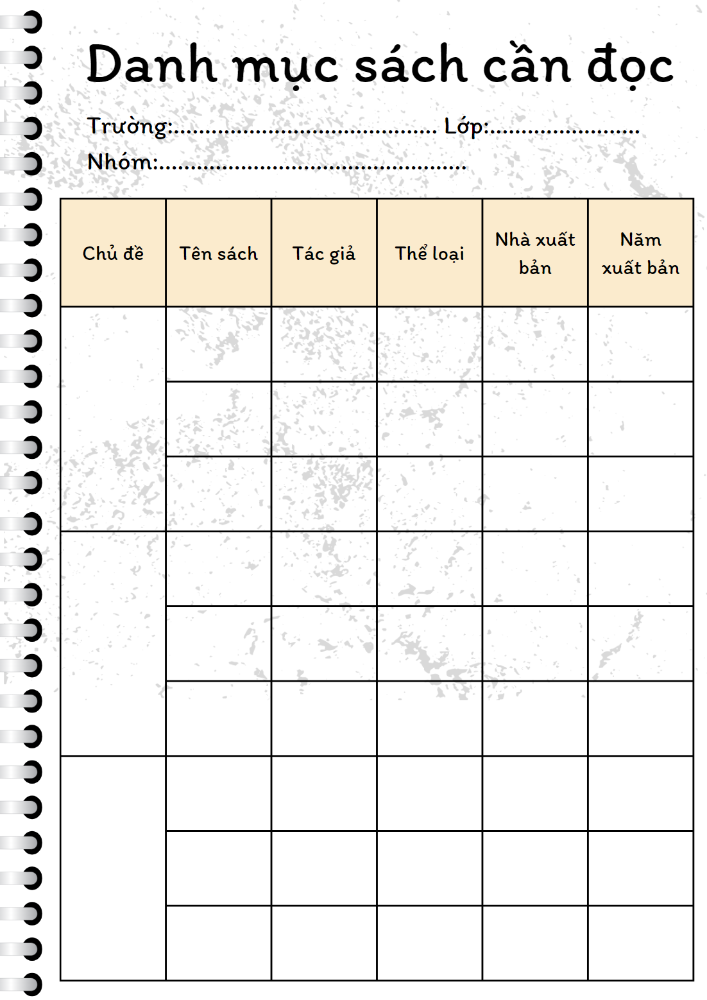 Danh mục sách cần đọc
Trường:.......................................... Lớp:........................
Nhóm:.................................................
Chủ đề
Tên sách
Tác giả
Thể loại
Nhà xuất
bản
Năm
xuất bản